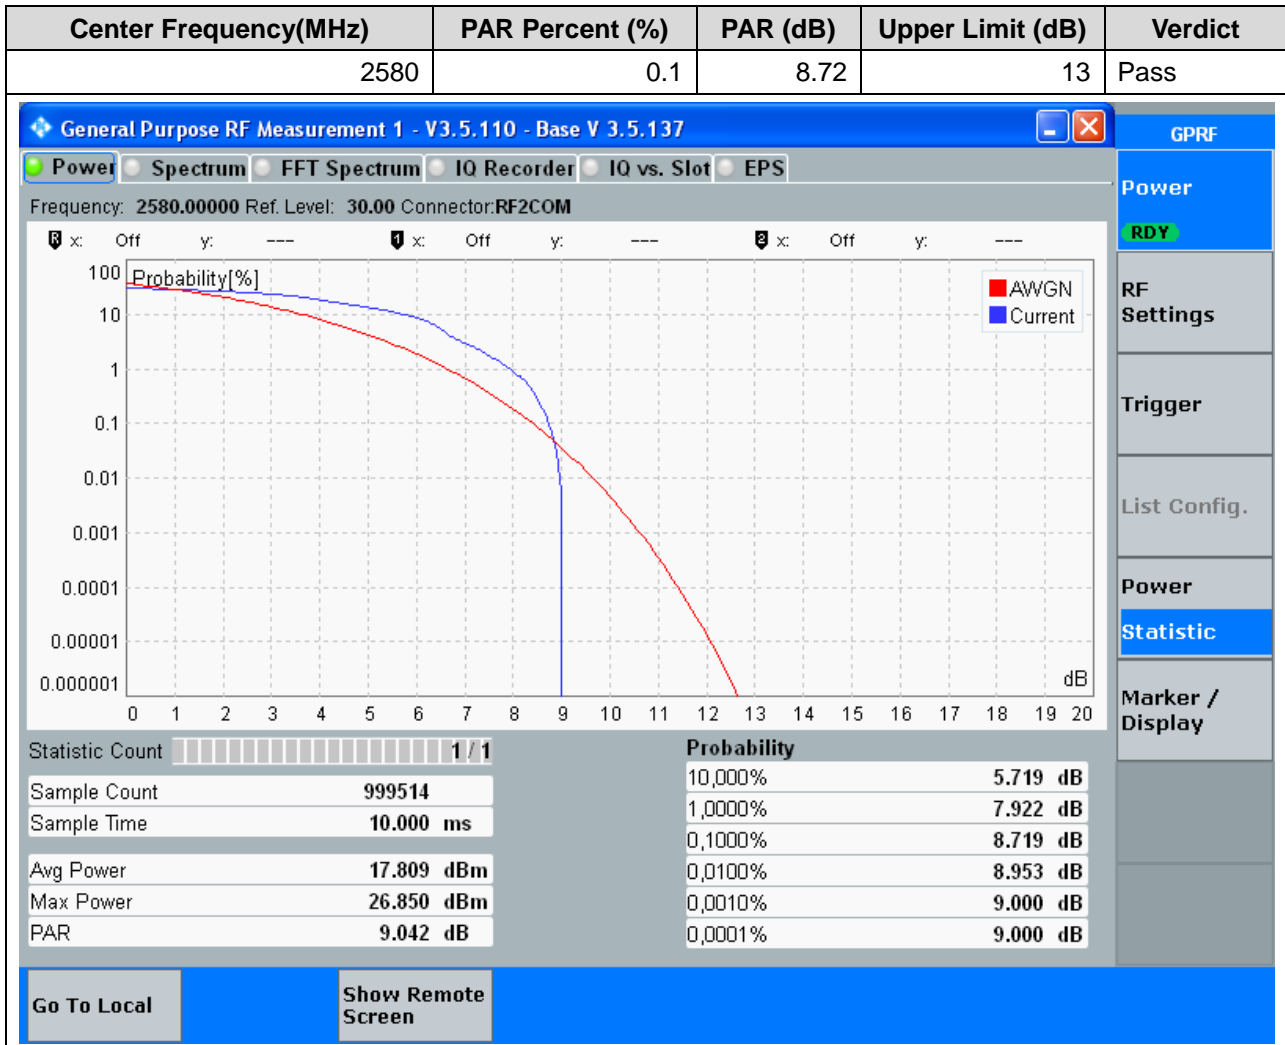 Center Frequency(MHz) PAR Percent (%) PAR (dB) Upper Limit (dB) Verdict
2580 0.1 8.72 13 Pass
General Purpose RF Measurement 1 - V3.5.110 - Base V 3.5.137
GPRF
Power Spectrum FFT Spectrum IQ Recorder IQ vs. Slot EPS
Power
RDY
Frequency: 2580.00000 Ref. Level: 30.00 Connector:RF2COM
R x: Off y: --- 1 x: Off y: --- 2 x: Off y: ---
100 Probability[%]
AWGN
Current
10
1
0.1
0.01
0.001
0.0001
0.00001
0.000001
dB
0 1 2 3 4 5 6 7 8 9 10 11 12 13 14 15 16 17 18 19 20
RF
Settings
Trigger
List Config.
Power
Statistic
Marker /
Display
Statistic Count 1 / 1
Sample Count 999514
Sample Time 10.000 ms
Avg Power 17.809 dBm
Max Power 26.850 dBm
PAR 9.042 dB
Probability
10,000% 5.719 dB
1,0000% 7.922 dB
0,1000% 8.719 dB
0,0100% 8.953 dB
0,0010% 9.000 dB
0,0001% 9.000 dB
Go To Local
Show Remote
Screen